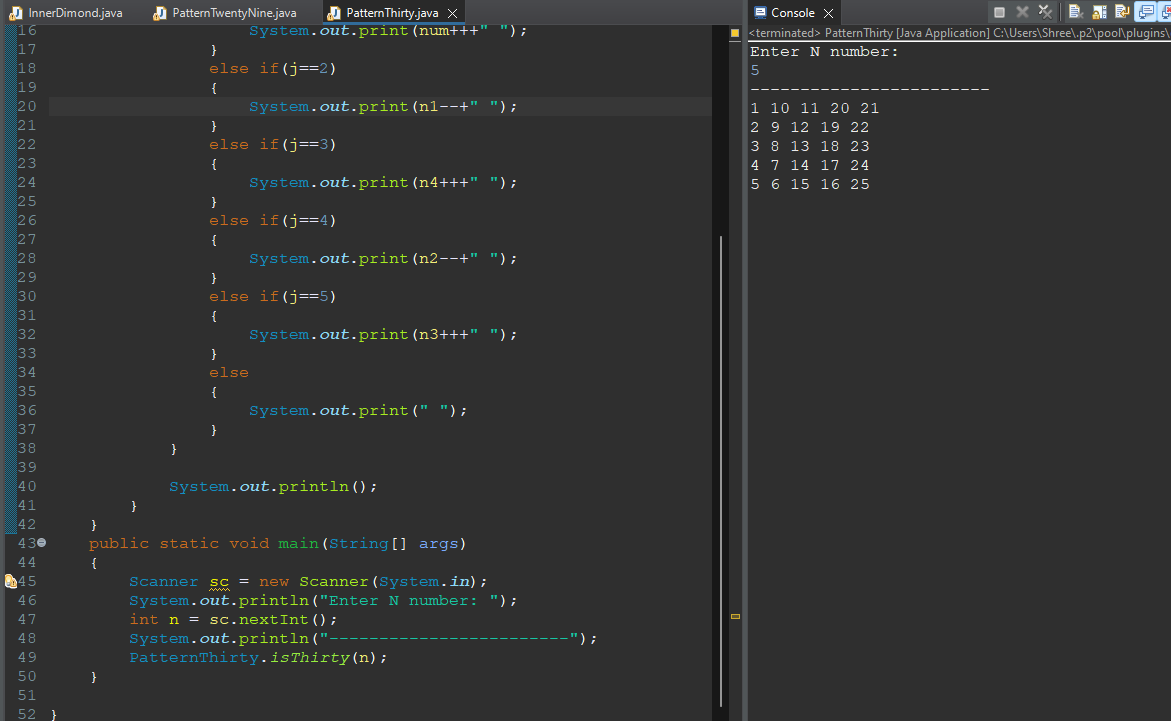 InnerDimond.java PatternTwentyNine.java PatternThirty.java
16 System.out.print(num+++" ");
17 }
18 else if(j==2)
19 {
20 System.out.print(n1--+" ");
21 }
22 else if(j==3)
23 {
24 System.out.print(n4+++" ");
25 }
26 else if(j==4)
27 {
28 System.out.print(n2--+" ");
29 }
30 else if(j==5)
31 {
32 System.out.print(n3+++" ");
33 }
34 else
35 {
36 System.out.print(" ");
37 }
38 }
39
40 System.out.println();
41 }
42 }
43 public static void main(String[] args)
44 {
45 Scanner sc = new Scanner(System.in);
46 System.out.println("Enter N number: ");
47 int n = sc.nextInt();
48 System.out.println("------------------------");
49 PatternThirty.isThirty(n);
50 }
51
52 }
Console
<terminated> PatternThirty [Java Application] C:\Users\Shree\.p2\pool\plugins\
Enter N number:
5
------------------------
1 10 11 20 21
2 9 12 19 22
3 8 13 18 23
4 7 14 17 24
5 6 15 16 25